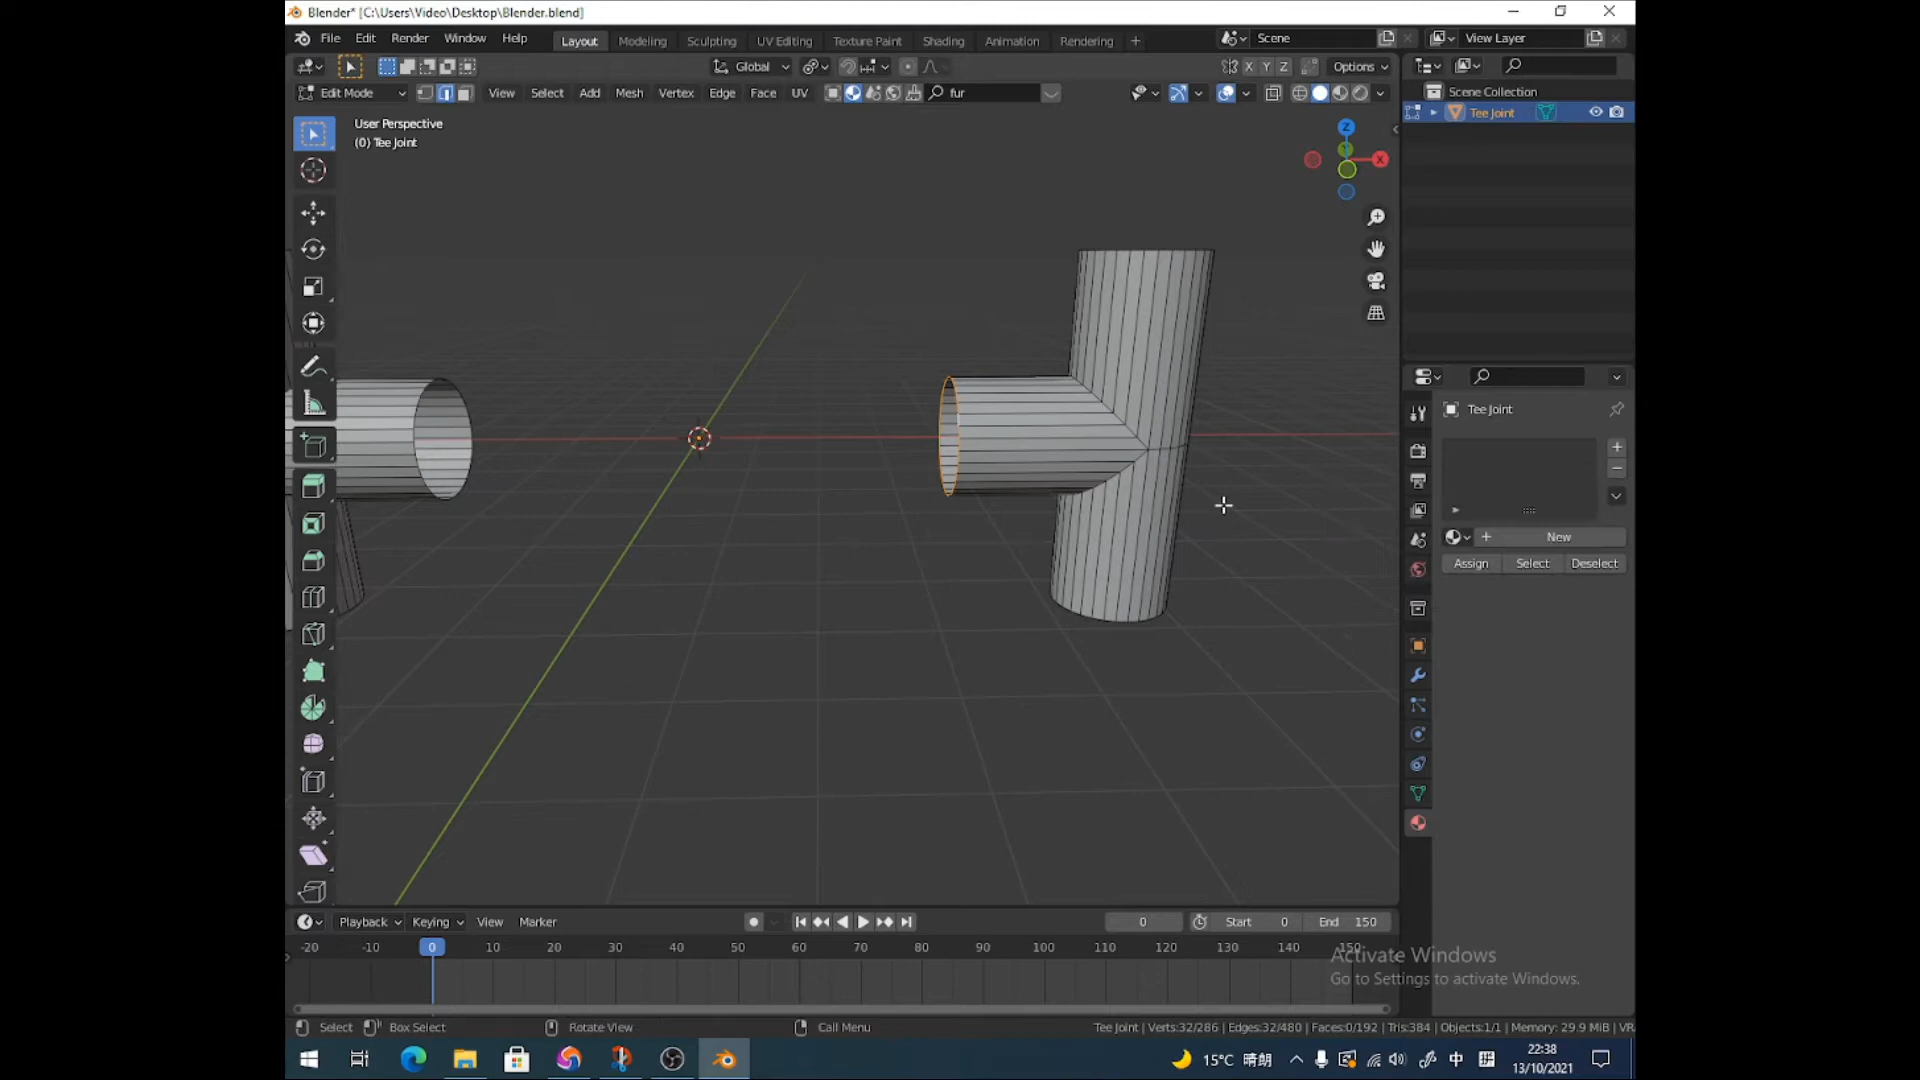 Blender* [C:\Users\Video\Desktop\Blender.blend]
File Edit Render Window Help Layout Modeling Sculpting UV Editing Texture Paint Shading Animation Rendering + Scene View Layer
Global X Y Z Options
Edit Mode View Select Add Mesh Vertex Edge Face UV fur
Scene Collection
Tee Joint
User Perspective
(0) Tee Joint
Z
X
Tee Joint
New
Assign Select Deselect
Playback Keying View Marker 0 Start 0 End 150
-20 -10 0 10 20 30 40 50 60 70 80 90 100 110 120 130 140 150
Activate Windows
Go to Settings to activate Windows.
Select Box Select Rotate View Call Menu Tee Joint | Verts:32/286 | Edges:32/480 | Faces:0/192 | Tris:384 | Objects:1/1 | Memory: 29.9 MiB | VR
15°C 晴朗 中 拼 22:38
13/10/2021